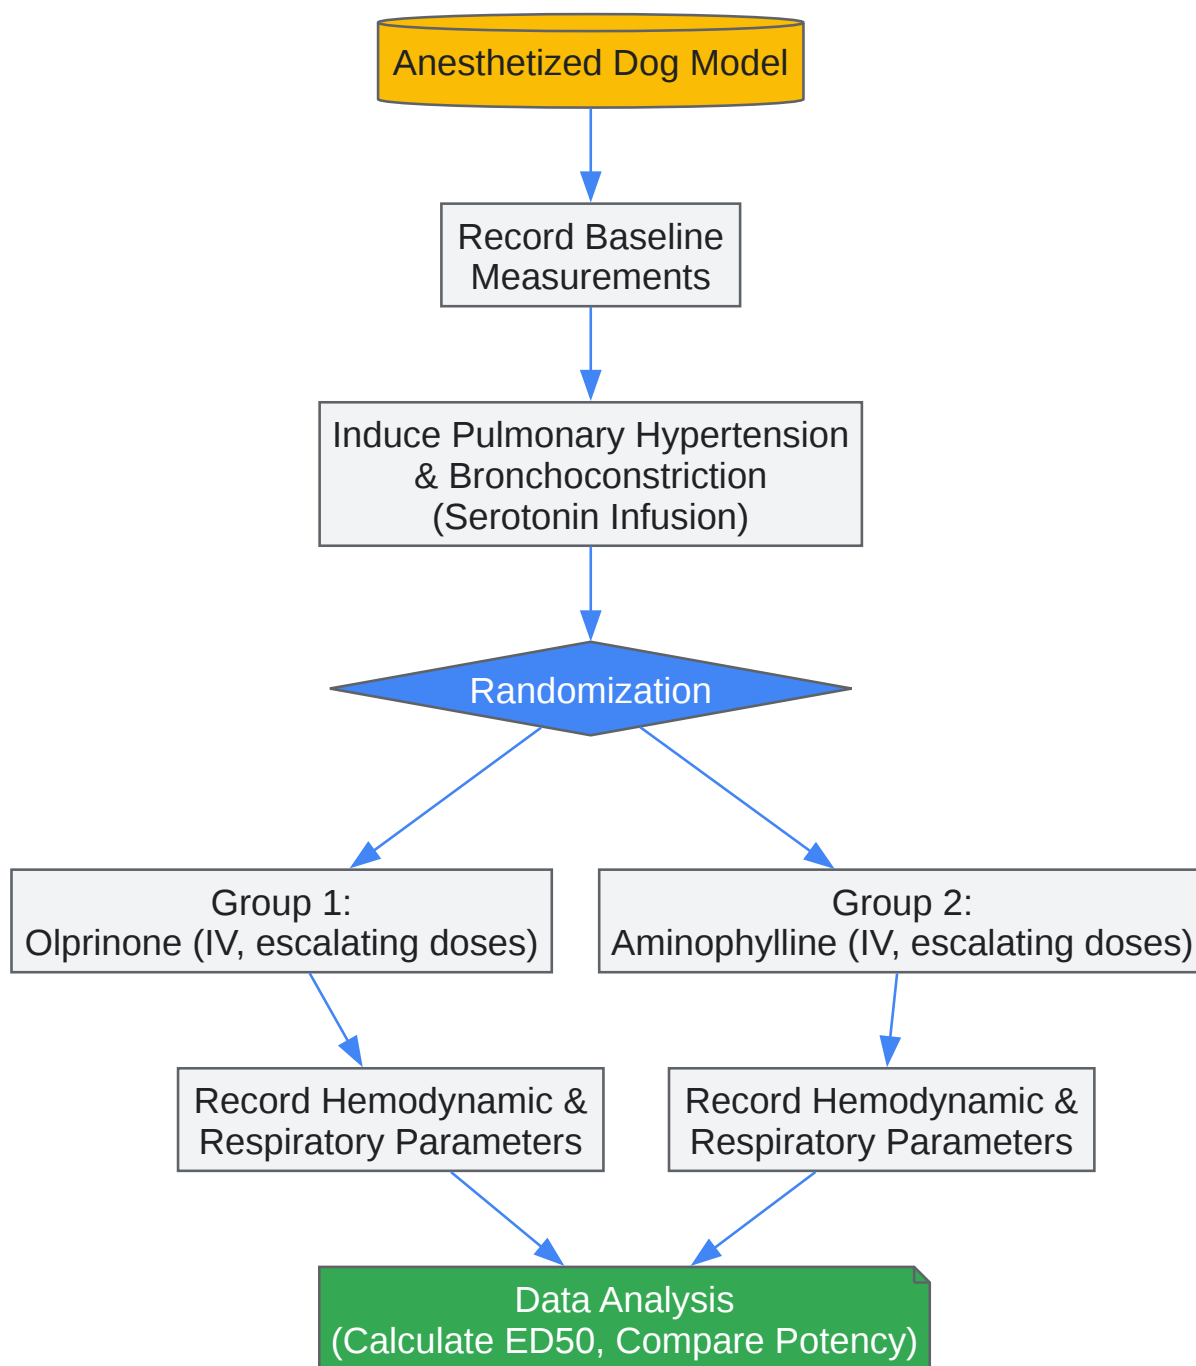 Anesthetized Dog Model
Record Baseline
Measurements
Induce Pulmonary Hypertension
& Bronchoconstriction
(Serotonin Infusion)
Randomization
Group 1:
Olprinone (IV, escalating doses)
Group 2:
Aminophylline (IV, escalating doses)
Record Hemodynamic &
Respiratory Parameters
Record Hemodynamic &
Respiratory Parameters
Data Analysis
(Calculate ED50, Compare Potency)